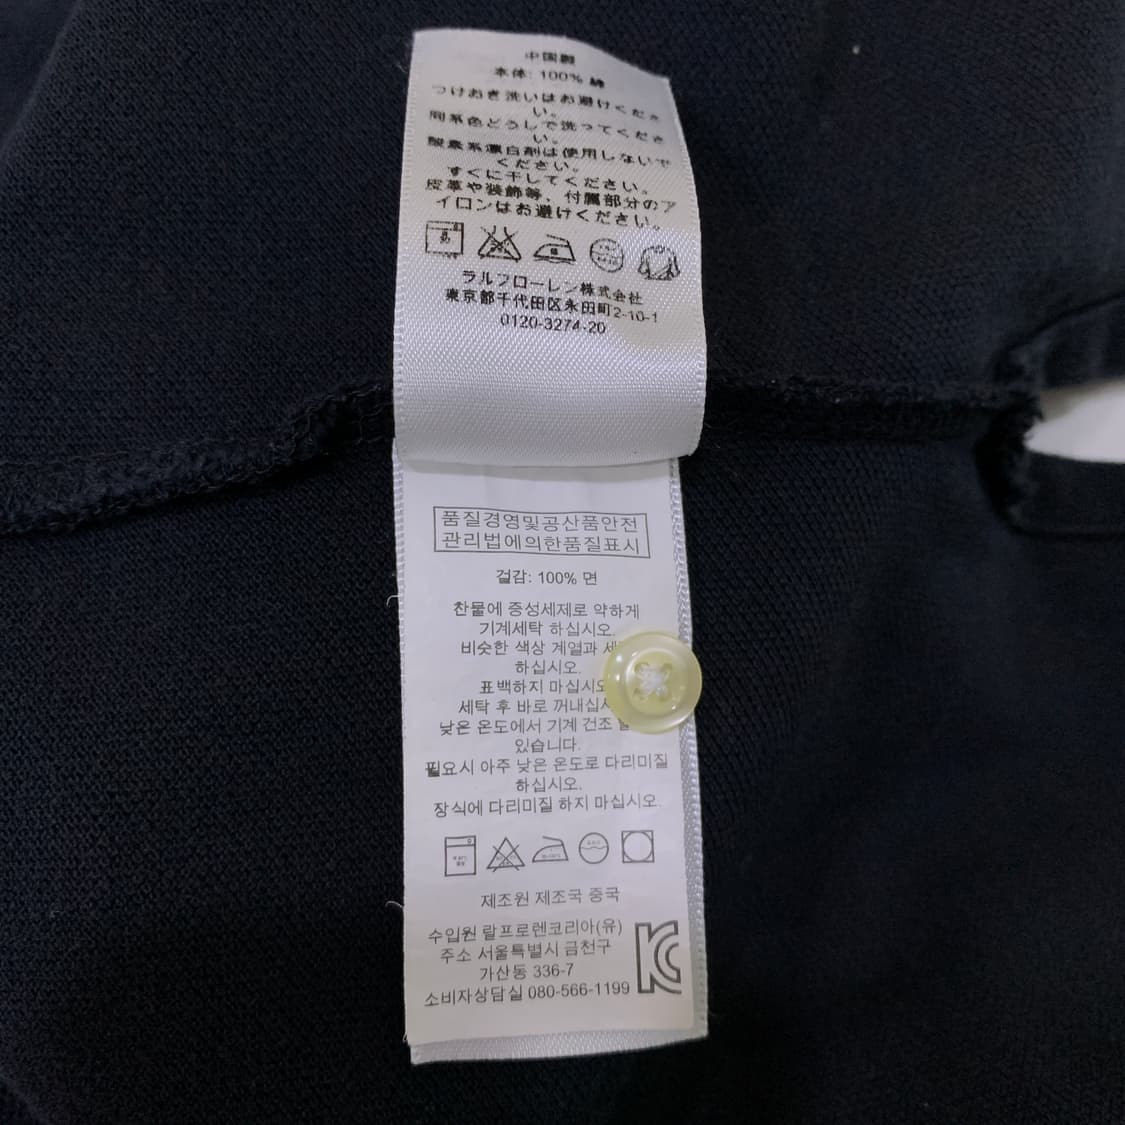 中国製
本体: 100% 綿
つけおき洗いはお避けくださ
い。
同系色どうしで洗ってくださ
い。
酸素系漂白剤は使用しないで
ください。
すぐに干してください。
皮革や装飾等、付属部分のア
イロンはお避けください。
ラルフローレン株式会社
東京都千代田区永田町2-10-1
0120-3274-20
품질경영및공산품안전
관리법에의한품질표시
겉감: 100% 면
찬물에 중성세제로 약하게
기계세탁 하십시오.
비슷한 색상 계열과
하십시오.
표백하지 마십시오
세탁 후 바로 꺼내십시
낮은 온도에서 기계 건조
있습니다.
필요시 아주 낮은 온도로 다리미질
하십시오.
장식에 다리미질 하지 마십시오.
제조원 제조국 중국
수입원 랄프로렌코리아(유)
주소 서울특별시 금천구
가산동 336-7
소비자상담실 080-566-1199